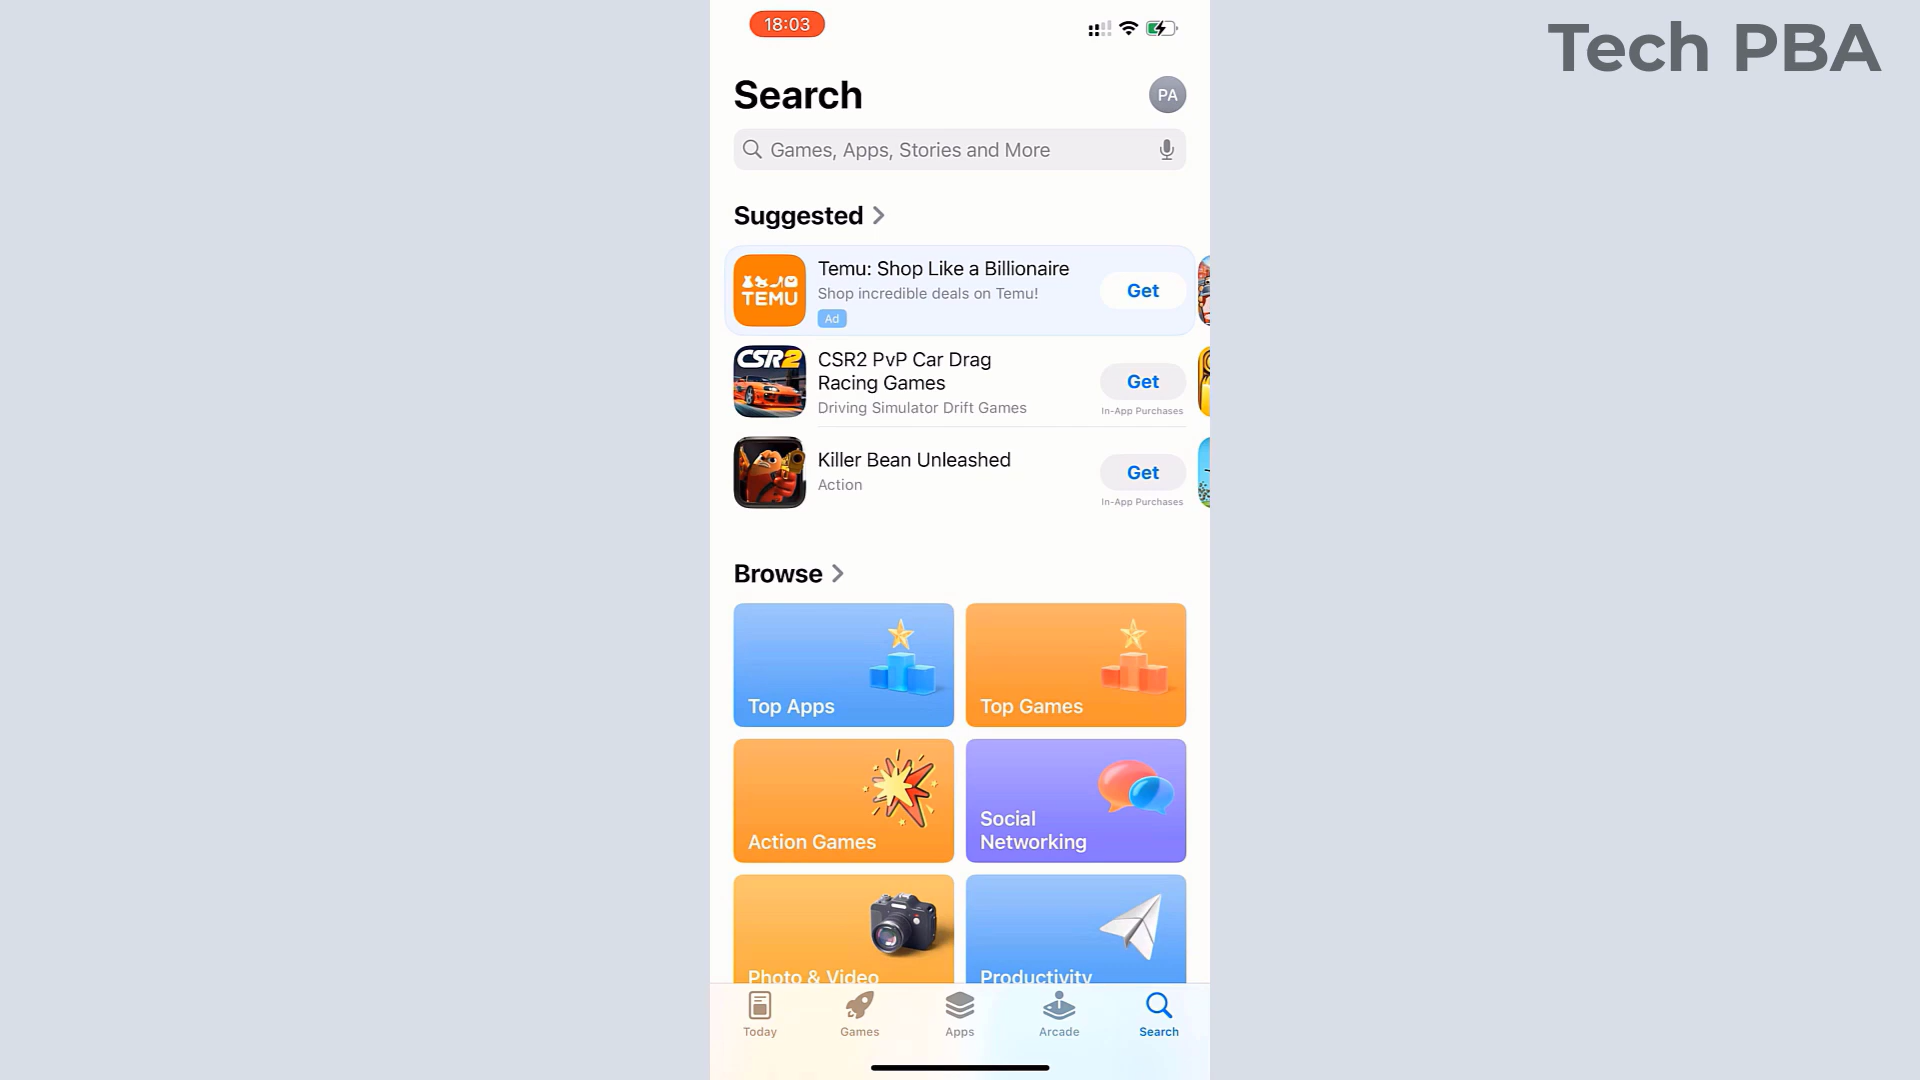 18:03
Tech PBA
Search
PA
Games, Apps, Stories and More
Suggested
TEMU
Temu: Shop Like a Billionaire
Shop incredible deals on Temu!
Ad
Get
CSR2
CSR2 PvP Car Drag
Racing Games
Driving Simulator Drift Games
Get
In-App Purchases
Killer Bean Unleashed
Action
Get
In-App Purchases
Browse
Top Apps
Top Games
Action Games
Social
Networking
Photo & Video
Productivity
Today
Games
Apps
Arcade
Search